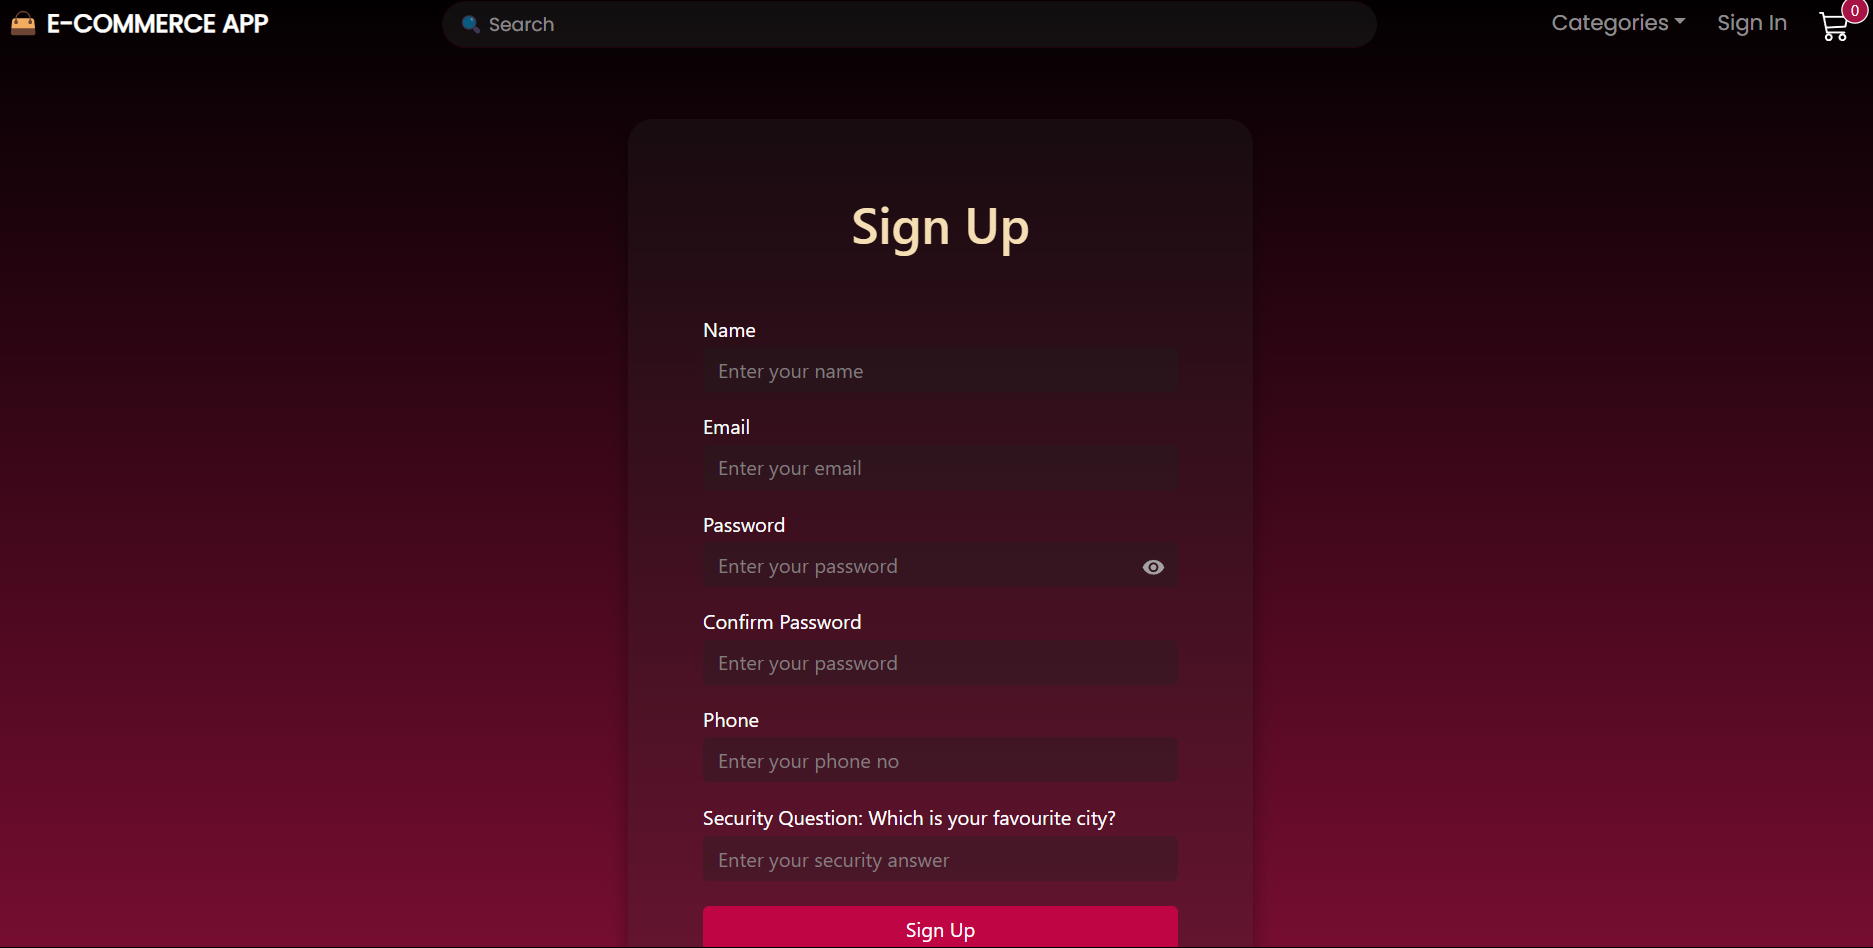 E-COMMERCE APP
Search
Categories
Sign In
0
Sign Up
Name
Enter your name
Email
Enter your email
Password
Enter your password
Confirm Password
Enter your password
Phone
Enter your phone no
Security Question: Which is your favourite city?
Enter your security answer
Sign Up